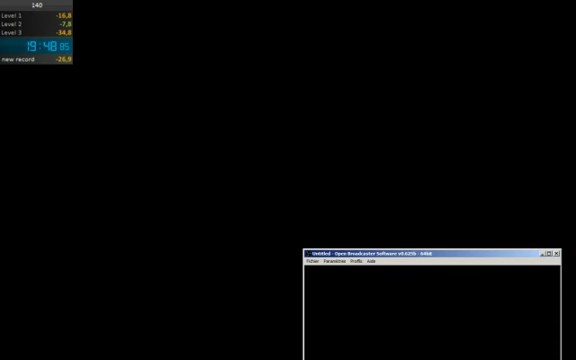 140
Level 1 -16,8
Level 2 -7,8
Level 3 -34,8
19:48.05
new record -26,9
Untitled - Open Broadcaster Software v0.625b - 64bit
Fichier Paramètres Profils Aide